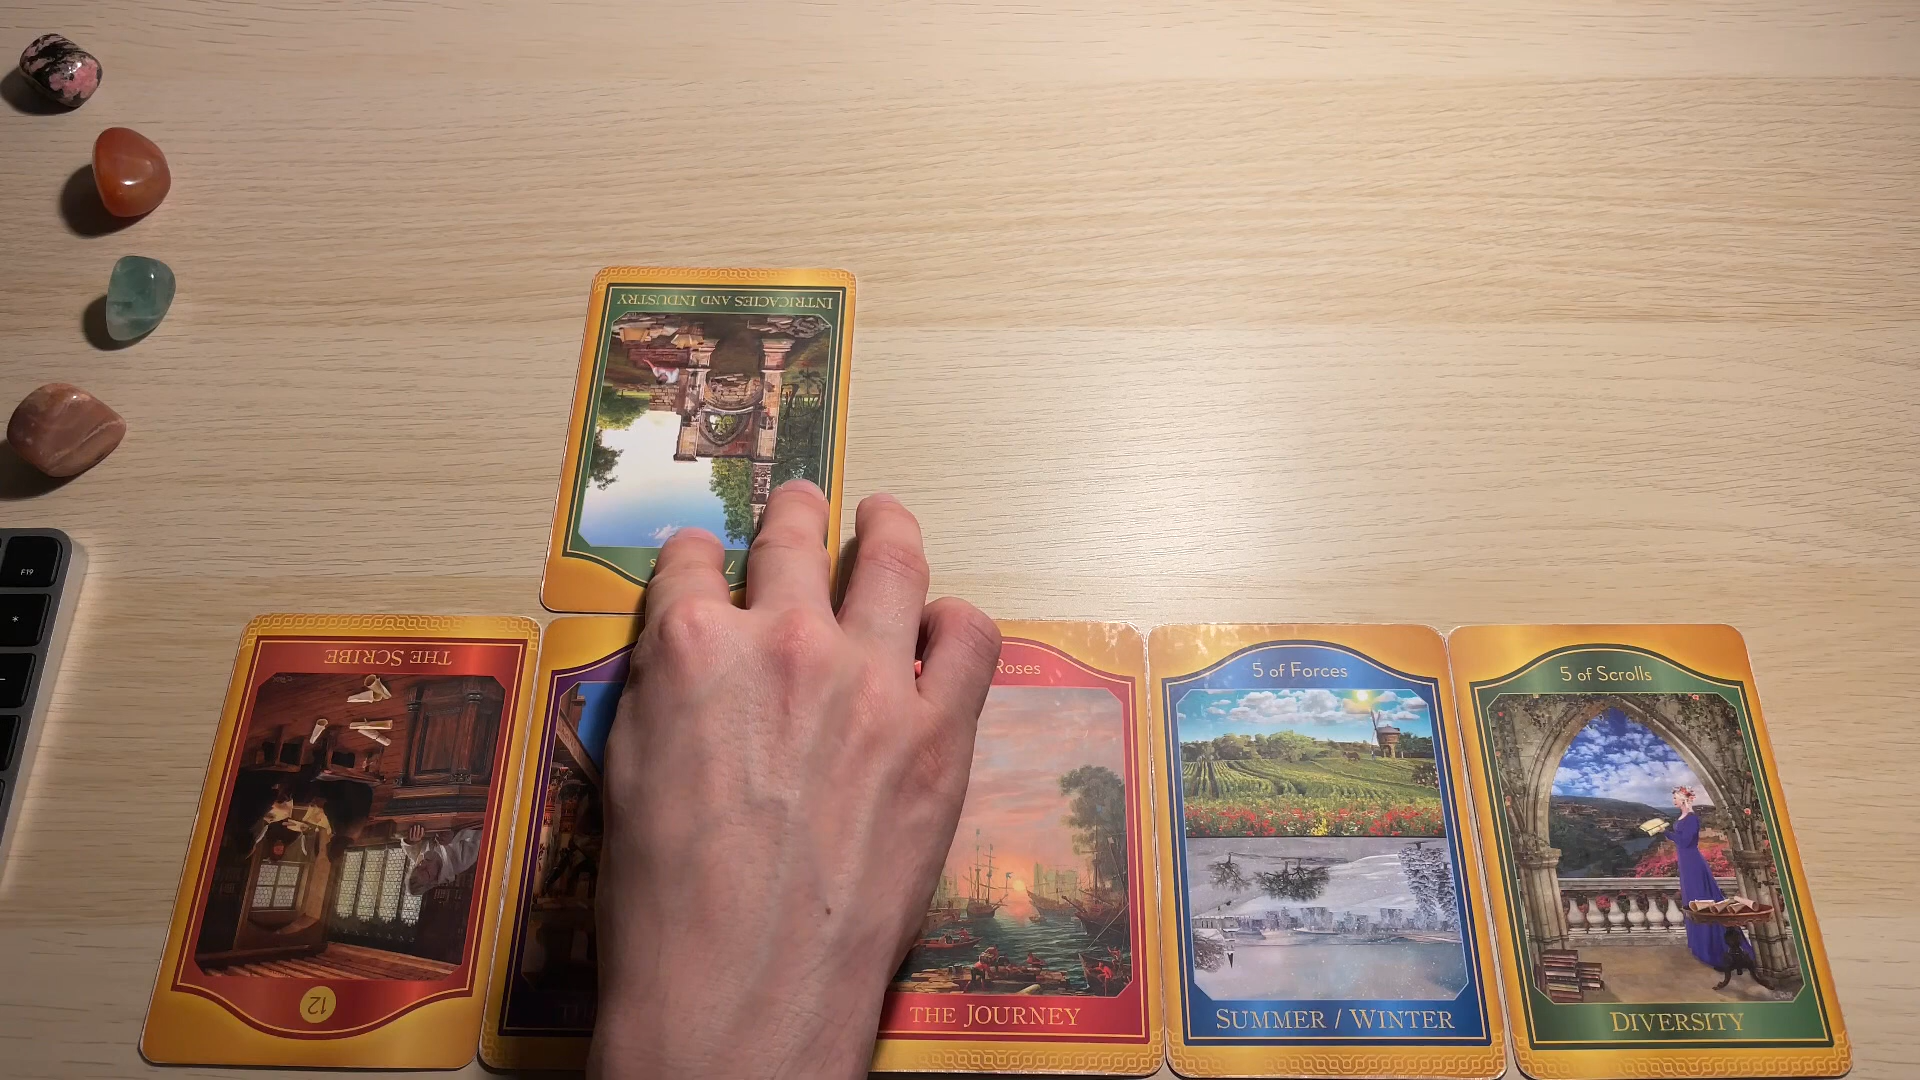 INTRICACIES AND INDUSTRY
7
s
F19
*
THE SCRIBE
12
Roses
THE JOURNEY
5 of Forces
SUMMER / WINTER
5 of Scrolls
DIVERSITY